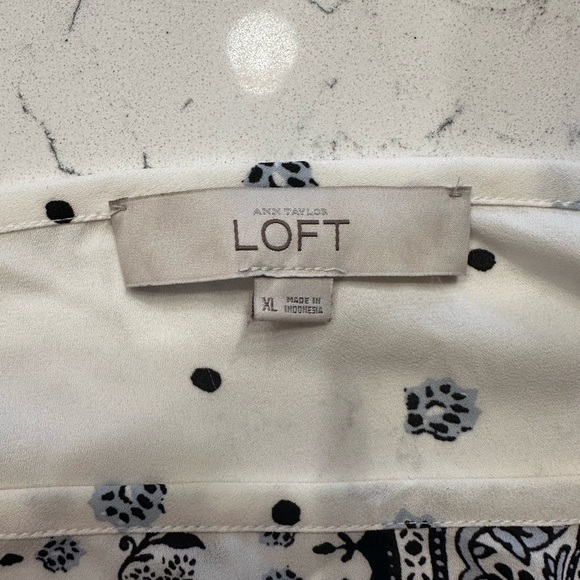 ANN TAYLOR
LOFT
XL MADE IN
INDONESIA